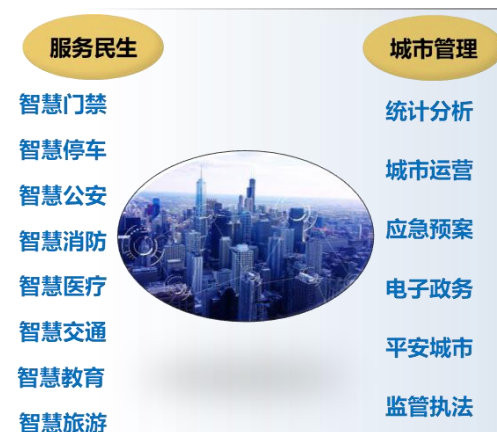 服务民生
智慧门禁
智慧停车
智慧公安
智慧消防
智慧医疗
智慧交通
智慧教育
智慧旅游
城市管理
统计分析
城市运营
应急预案
电子政务
平安城市
监管执法